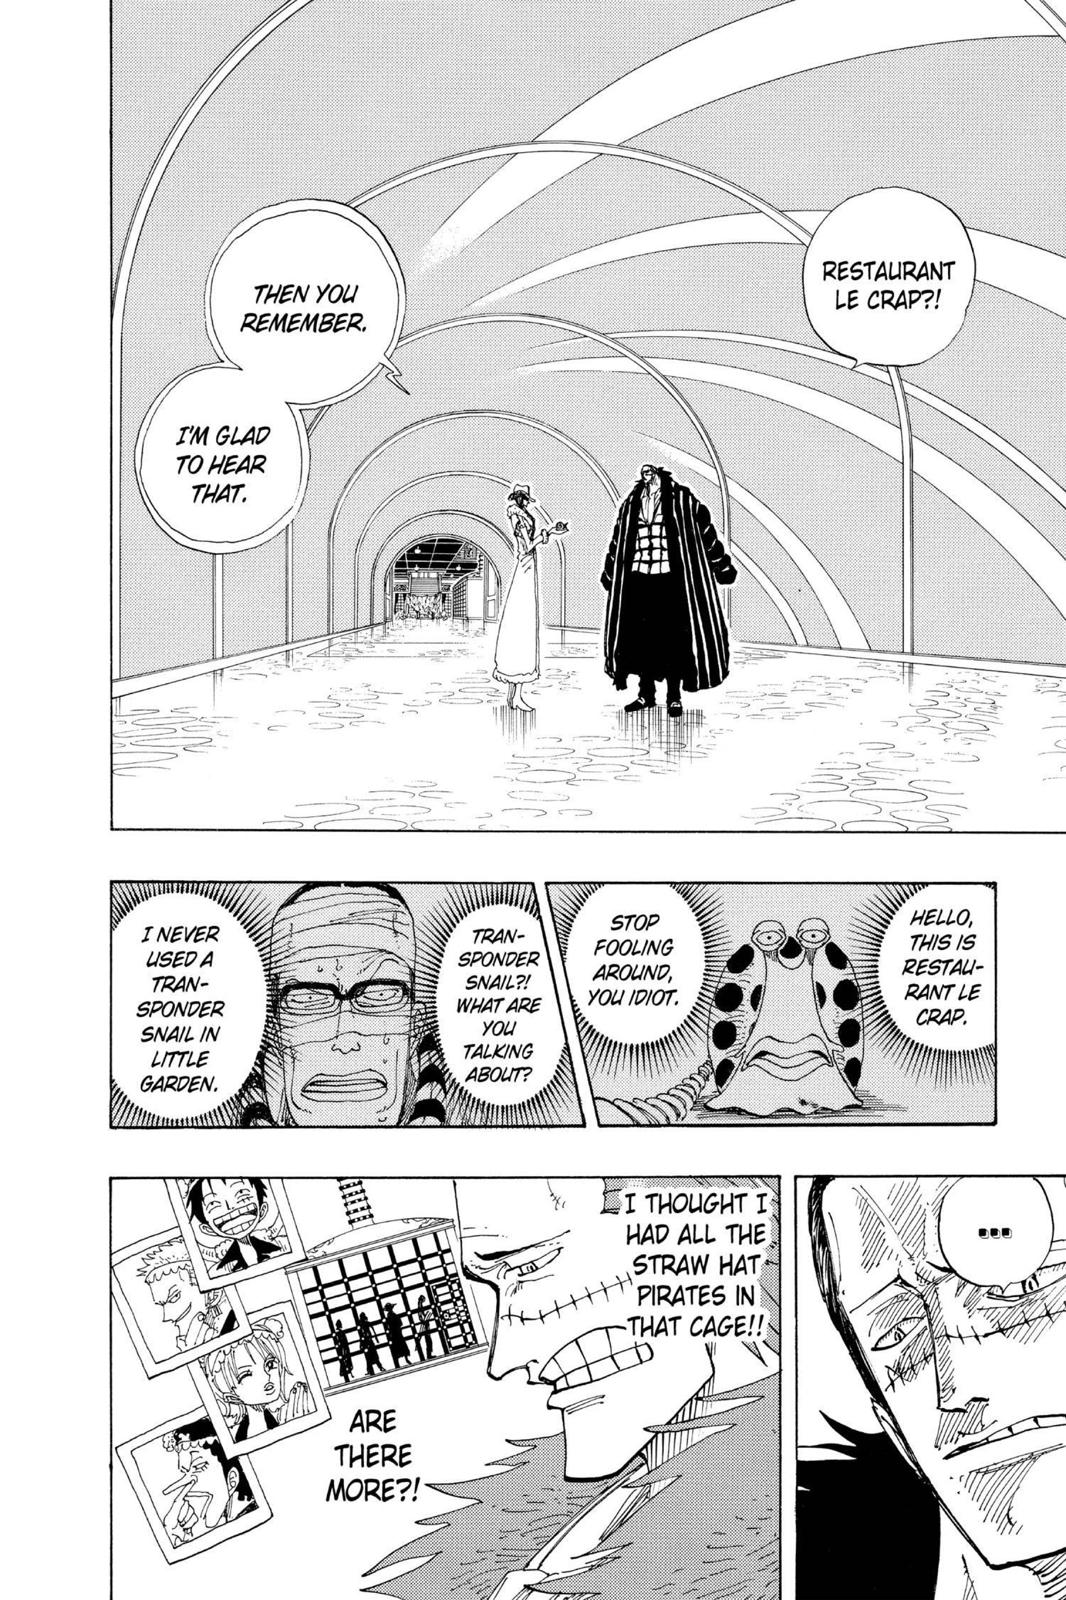 RESTAURANT
LE CRAP?!
THEN YOU
REMEMBER.
I'M GLAD
TO HEAR
THAT.
HELLO,
THIS IS
RESTAU-
RANT LE
CRAP.
STOP
FOOLING
AROUND,
YOU IDIOT.
TRAN-
SPONDER
SNAIL?!
WHAT ARE
YOU
TALKING
ABOUT?
I NEVER
USED A
TRAN-
SPONDER
SNAIL IN
LITTLE
GARDEN.
...
I THOUGHT I
HAD ALL THE
STRAW HAT
PIRATES IN
THAT CAGE!!
ARE
THERE
MORE?!